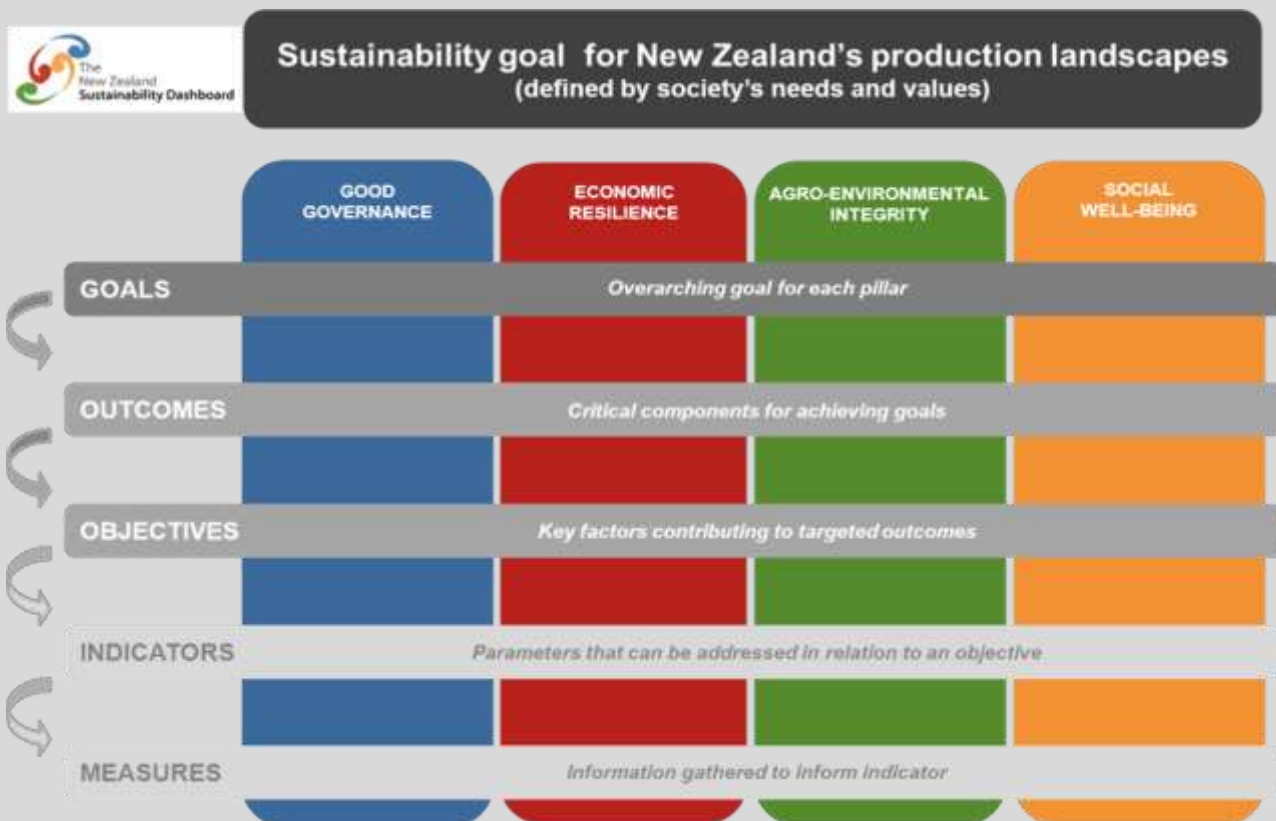 The
New Zealand
Sustainability Dashboard
Sustainability goal for New Zealand's production landscapes
(defined by society's needs and values)
GOOD
GOVERNANCE
ECONOMIC
RESILIENCE
AGRO-ENVIRONMENTAL
INTEGRITY
SOCIAL
WELL-BEING
GOALS
Overarching goal for each pillar
OUTCOMES
Critical components for achieving goals
OBJECTIVES
Key factors contributing to targeted outcomes
INDICATORS
Parameters that can be addressed in relation to an objective
MEASURES
Information gathered to inform indicator